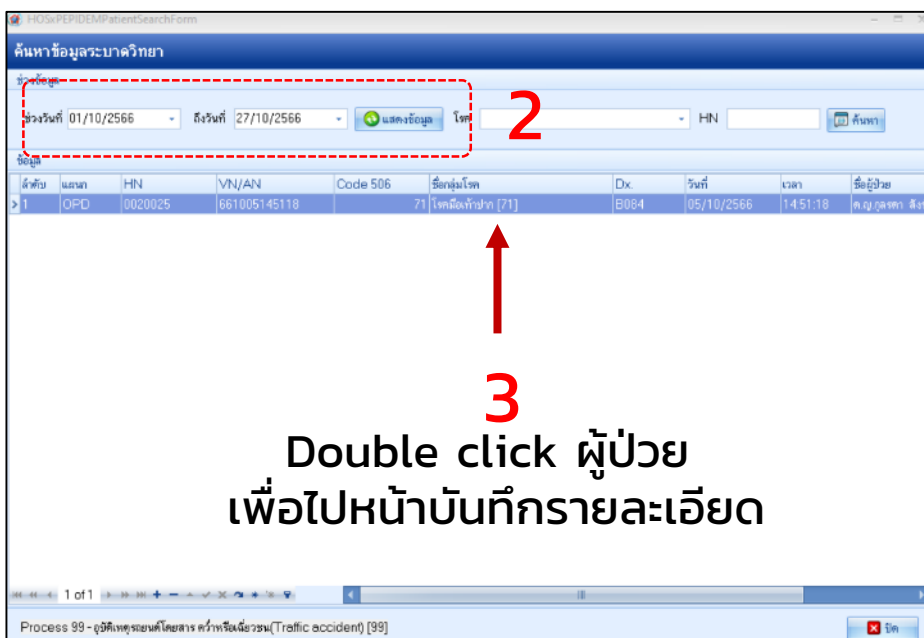 HOSxPEPIDEMPatientSearchForm
ค้นหาข้อมูลระบาดวิทยา
ช่วงข้อมูล
ช่วงวันที่ 01/10/2566 ถึงวันที่ 27/10/2566 แสดงข้อมูล โรค HN ค้นหา
2
ข้อมูล
ลำดับ แผนก HN VN/AN Code 506 ชื่อกลุ่มโรค Dx. วันที่ เวลา ชื่อผู้ป่วย
1 OPD 0020025 661005145118 71 โรคมือเท้าปาก [71] B084 05/10/2566 14:51:18 ด.ญ.กุลรดา
3
Double click ผู้ป่วย
เพื่อไปหน้าบันทึกรายละเอียด
1 of 1
Process 99 - อุบัติเหตุรถยนต์โดยสาร คว่ำหรือเฉี่ยวชน(Traffic accident) [99] ปิด